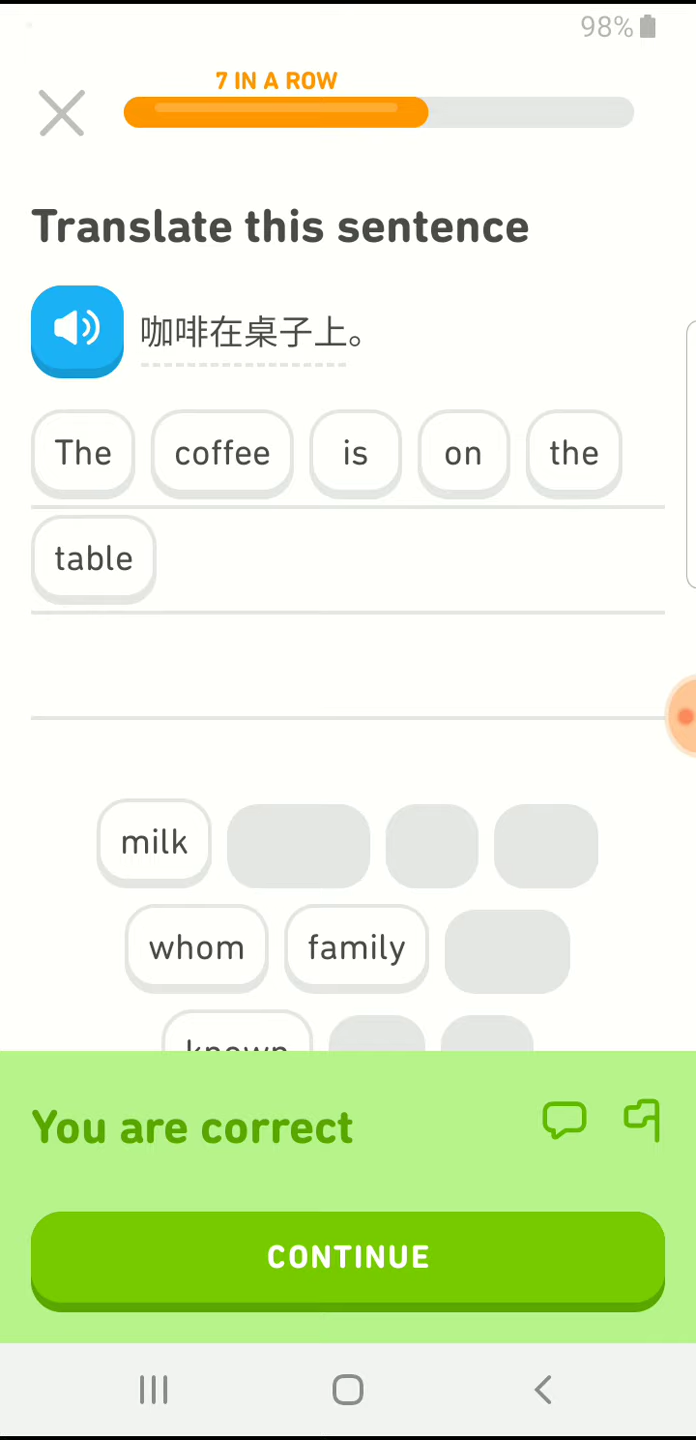 98%
7 IN A ROW
Translate this sentence
咖啡在桌子上。
The coffee is on the
table
milk
whom family
known
You are correct
CONTINUE